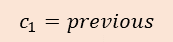 c₁ = previous